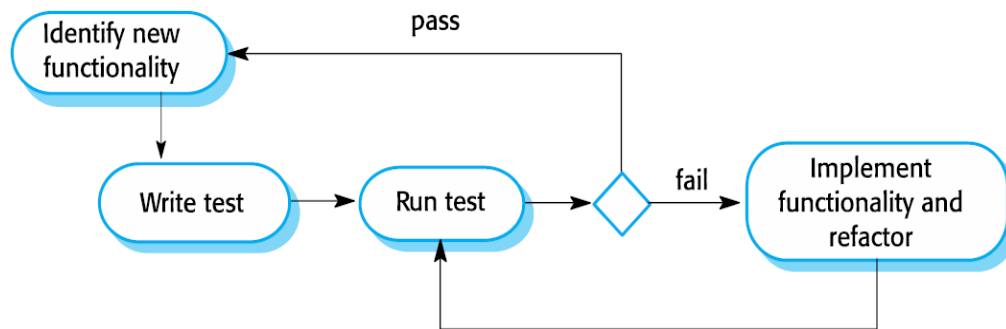 pass
Identify new
functionality
Write test
Run test
fail
Implement
functionality and
refactor